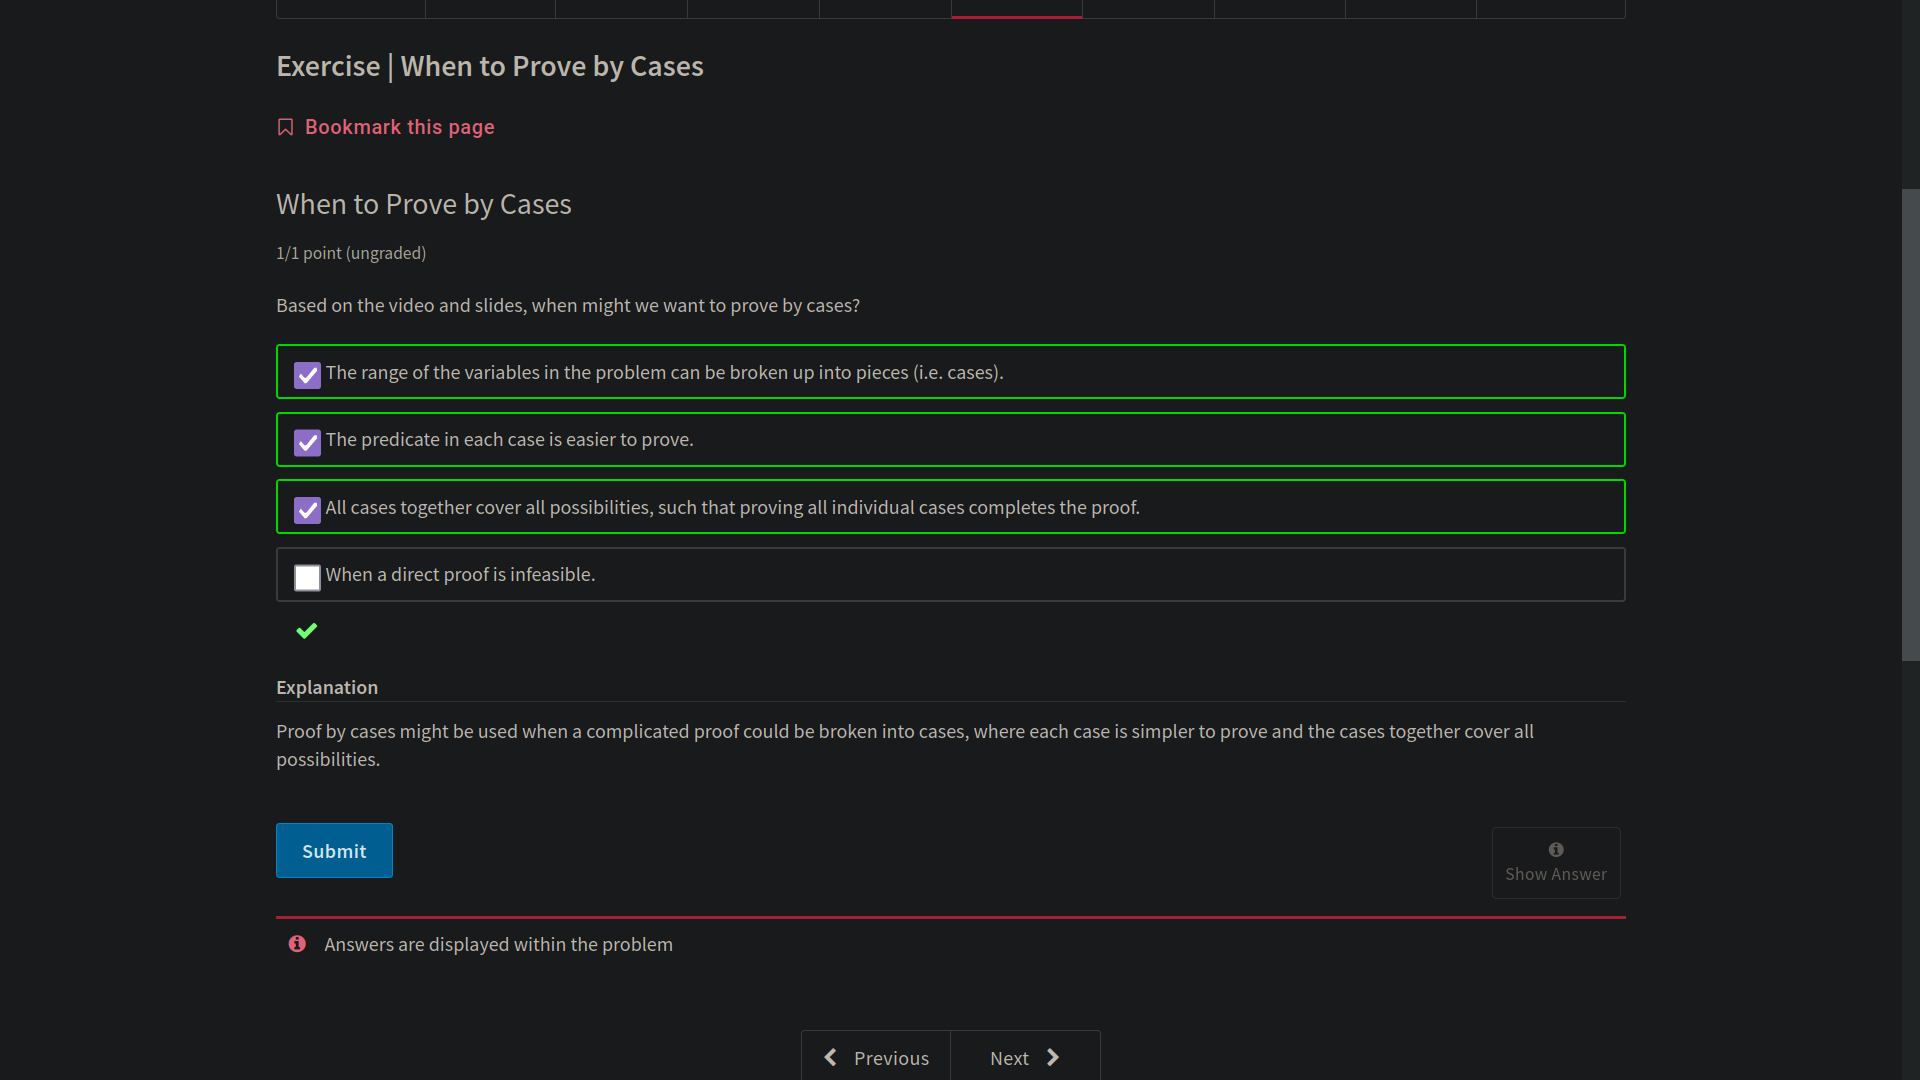 Exercise | When to Prove by Cases
Bookmark this page
When to Prove by Cases
1/1 point (ungraded)
Based on the video and slides, when might we want to prove by cases?
The range of the variables in the problem can be broken up into pieces (i.e. cases).
The predicate in each case is easier to prove.
All cases together cover all possibilities, such that proving all individual cases completes the proof.
When a direct proof is infeasible.
Explanation
Proof by cases might be used when a complicated proof could be broken into cases, where each case is simpler to prove and the cases together cover all
possibilities.
Submit
Show Answer
Answers are displayed within the problem
Previous
Next